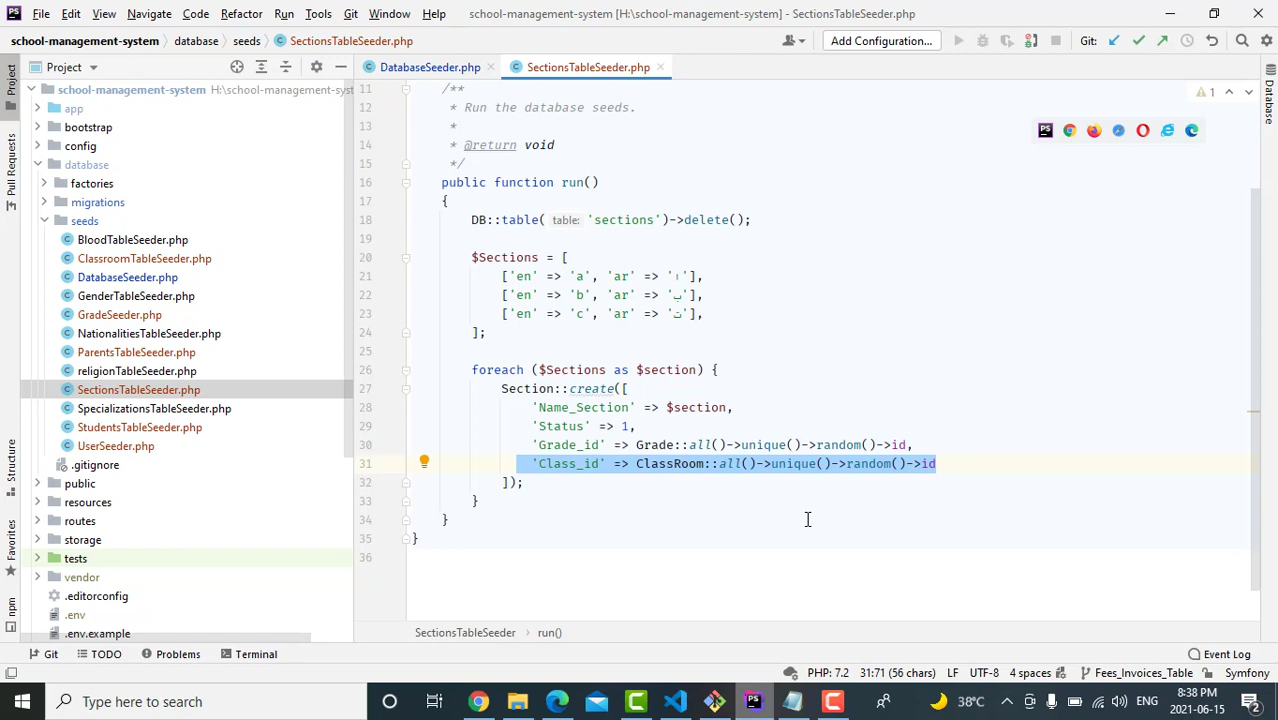 File Edit View Navigate Code Refactor Run Tools Git Window Help school-management-system [H:\school-management-system] - SectionsTableSeeder.php
school-management-system database seeds SectionsTableSeeder.php Add Configuration... Git:
Project DatabaseSeeder.php SectionsTableSeeder.php
school-management-system H:\school-management-syst
app
bootstrap
config
database
factories
migrations
seeds
BloodTableSeeder.php
ClassroomTableSeeder.php
DatabaseSeeder.php
GenderTableSeeder.php
GradeSeeder.php
NationalitiesTableSeeder.php
ParentsTableSeeder.php
religionTableSeeder.php
SectionsTableSeeder.php
SpecializationsTableSeeder.php
StudentsTableSeeder.php
UserSeeder.php
.gitignore
public
resources
routes
storage
tests
vendor
.editorconfig
.env
.env.example
Project
Pull Requests
Structure
Favorites
npm
11 /**
12 * Run the database seeds.
13 *
14 * @return void
15 */
16 public function run()
17 {
18 DB::table( table: 'sections')->delete();
19
20 $Sections = [
21 ['en' => 'a', 'ar' => 'ا'],
22 ['en' => 'b', 'ar' => 'ب'],
23 ['en' => 'c', 'ar' => 'ت'],
24 ];
25
26 foreach ($Sections as $section) {
27 Section::create([
28 'Name_Section' => $section,
29 'Status' => 1,
30 'Grade_id' => Grade::all()->unique()->random()->id,
31 'Class_id' => ClassRoom::all()->unique()->random()->id
32 ]);
33 }
34 }
35 }
36
1
Database
SectionsTableSeeder run()
Git TODO Problems Terminal Event Log
PHP: 7.2 31:71 (56 chars) LF UTF-8 4 spaces Fees_Invoices_Table Symfony
Type here to search 38°C ENG 8:38 PM
2021-06-15 2